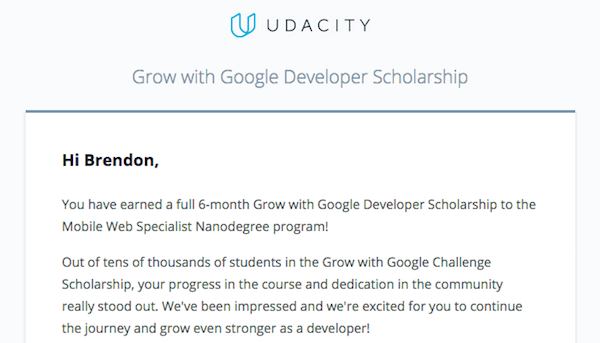 UDACITY
Grow with Google Developer Scholarship
Hi Brendon,
You have earned a full 6-month Grow with Google Developer Scholarship to the
Mobile Web Specialist Nanodegree program!
Out of tens of thousands of students in the Grow with Google Challenge
Scholarship, your progress in the course and dedication in the community
really stood out. We've been impressed and we're excited for you to continue
the journey and grow even stronger as a developer!